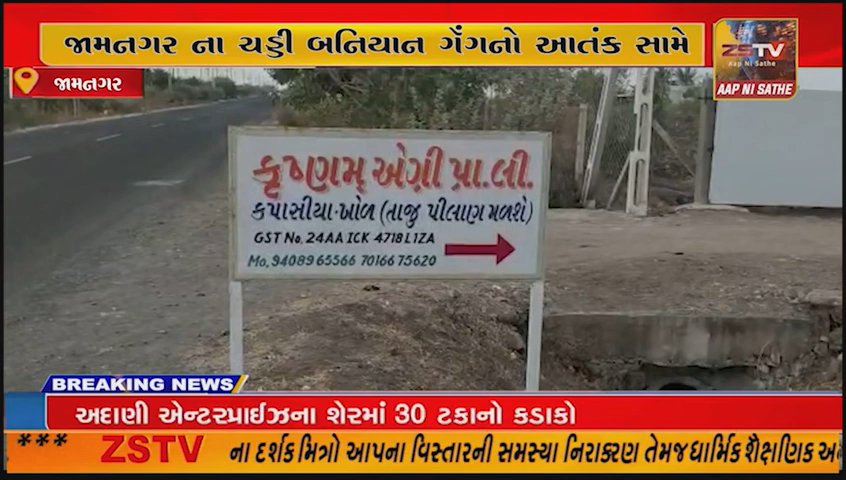 જામનગર ના ચડ્ડી બનિયાન ગેંગનો આતંક સામે
ZSTV
Aap Ni Sathe
AAP NI SATHE
જામનગર
કૃષ્ણમ્ એગ્રી પ્રા.લી.
કપાસીયા-ખોળ (તાજુ પીલાણ મળશે)
GST No. 24AA ICK 4718 L1ZA
Mo. 94089 65566 70166 75620
BREAKING NEWS
અદાણી એન્ટરપ્રાઈઝના શેરમાં 30 ટકાનો કડાકો
*** ZSTV ના દર્શક મિત્રો આપના વિસ્તારની સમસ્યા નિરાકરણ તેમજ ધાર્મિક શૈક્ષણિક